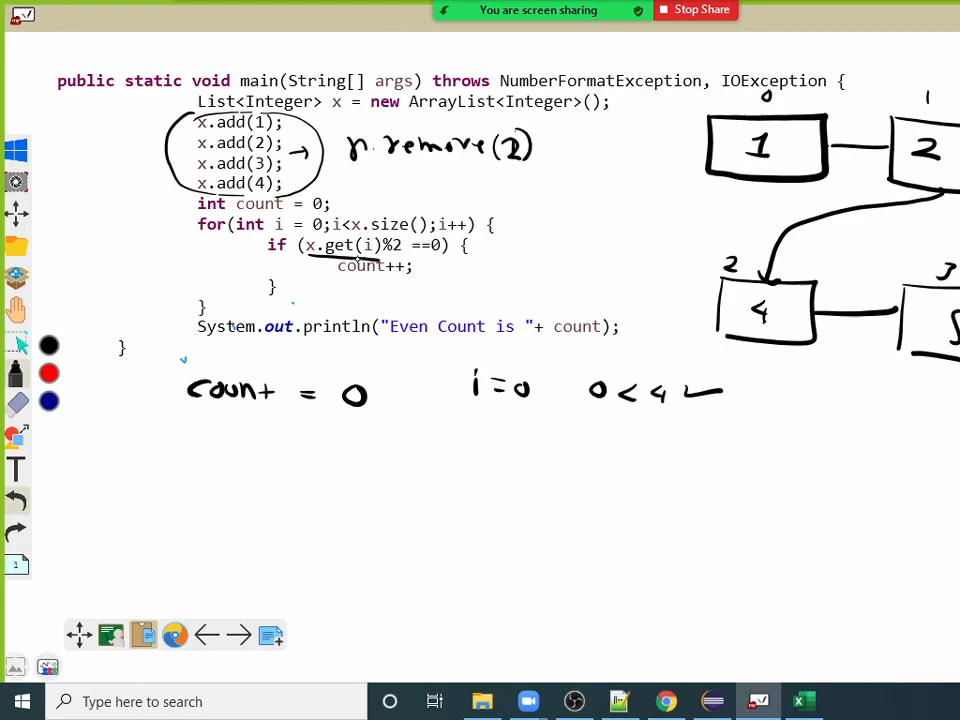 You are screen sharing
Stop Share
public static void main(String[] args) throws NumberFormatException, IOException {
List<Integer> x = new ArrayList<Integer>();
x.add(1);
x.add(2);
x.add(3);
x.add(4);
int count = 0;
for(int i = 0;i<x.size();i++) {
if (x.get(i)%2 ==0) {
count++;
}
}
System.out.println("Even Count is "+ count);
}
→ x.remove(2)
0
1
1
2
2
3
4
count = 0
i = 0
0 < 4
T
1
Type here to search